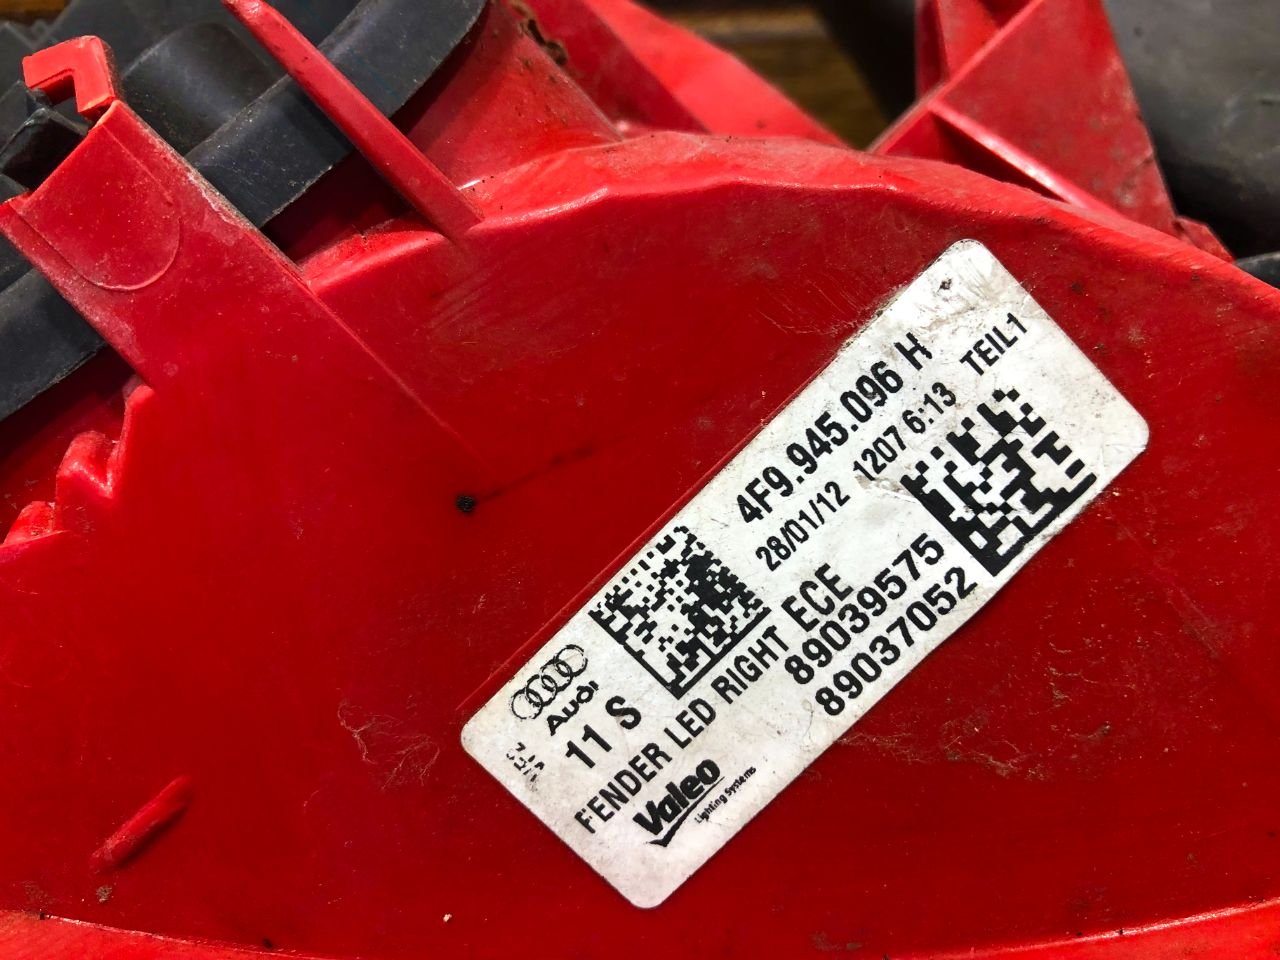 4F9.945.096 H
28/01/12 1207 6:13 TEIL1
Audi
11 S
FENDER LED RIGHT ECE
89039575
89037052
Valeo
Lighting Systems